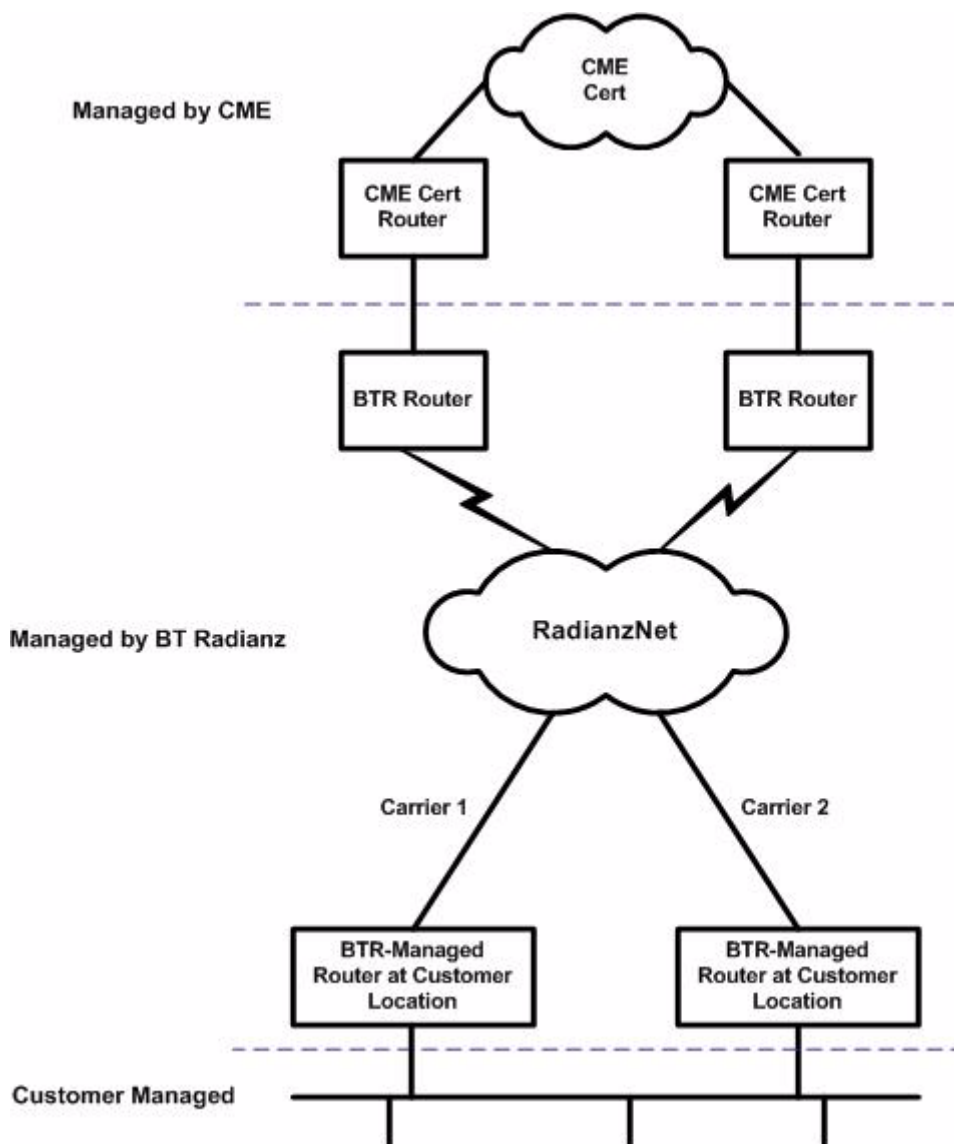 CME
Cert
Managed by CME
CME Cert
Router
CME Cert
Router
BTR Router
BTR Router
RadianzNet
Managed by BT Radianz
Carrier 1
Carrier 2
BTR-Managed
Router at Customer
Location
BTR-Managed
Router at Customer
Location
Customer Managed